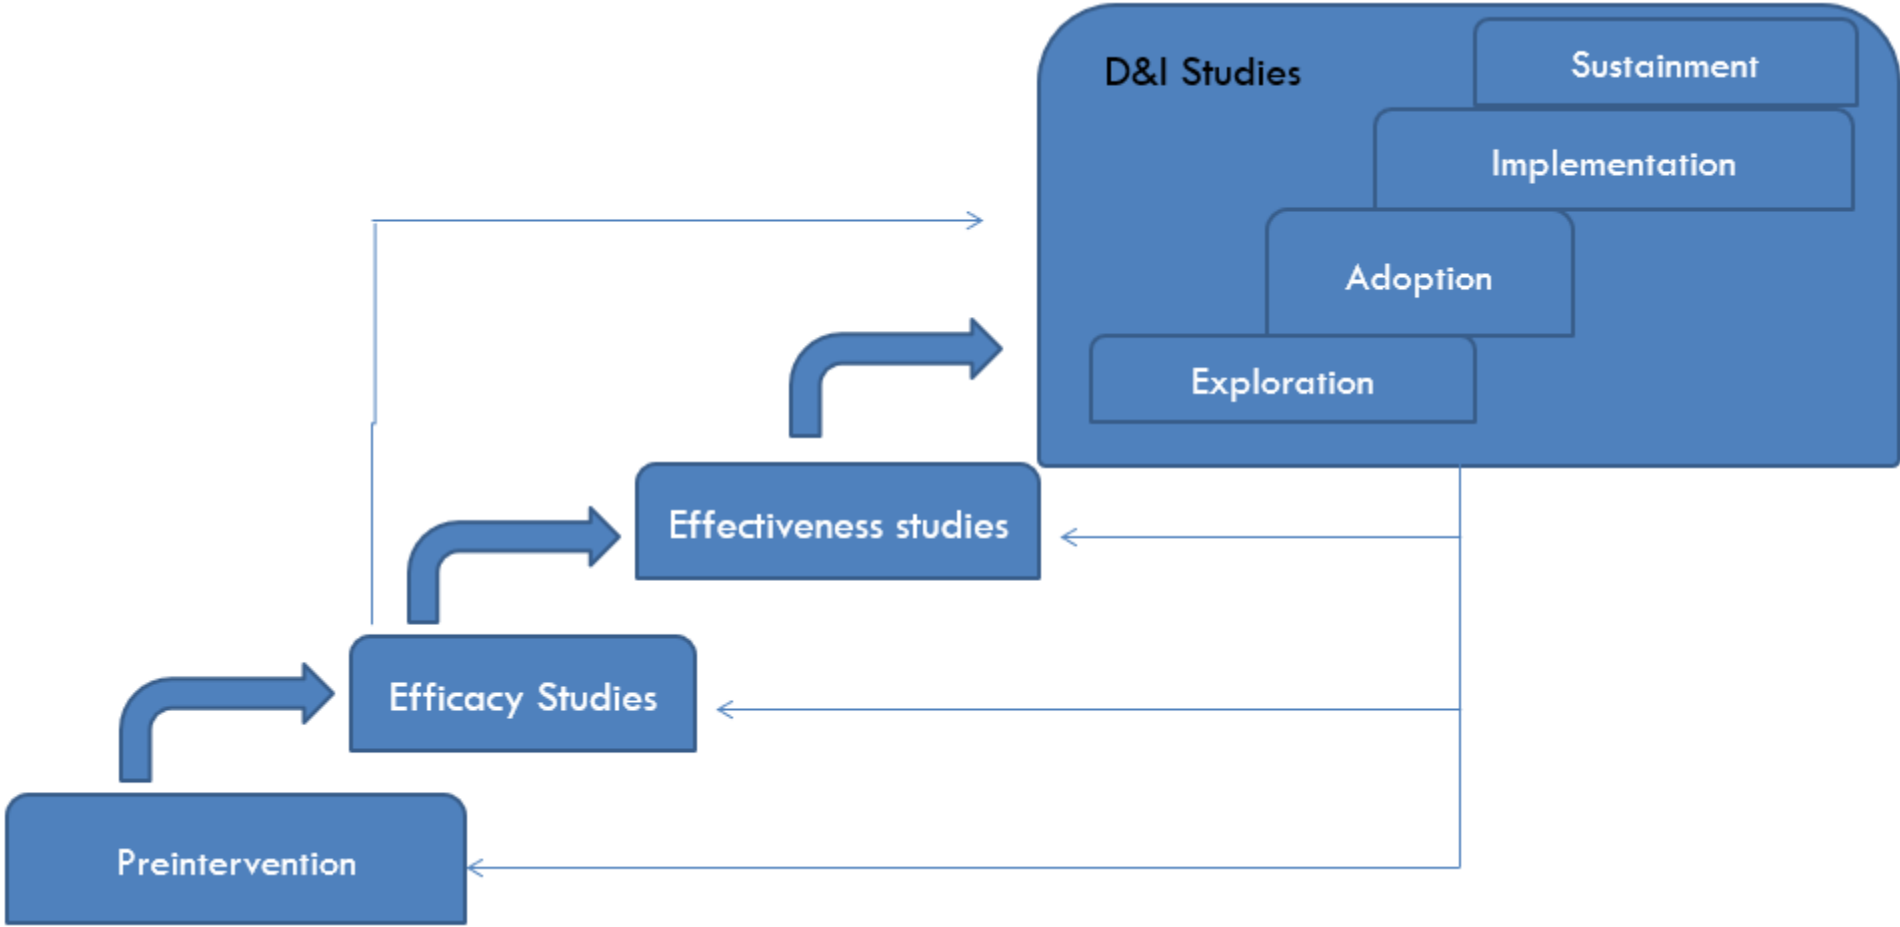 D&I Studies
Sustainment
Implementation
Adoption
Exploration
Effectiveness studies
Efficacy Studies
Preintervention